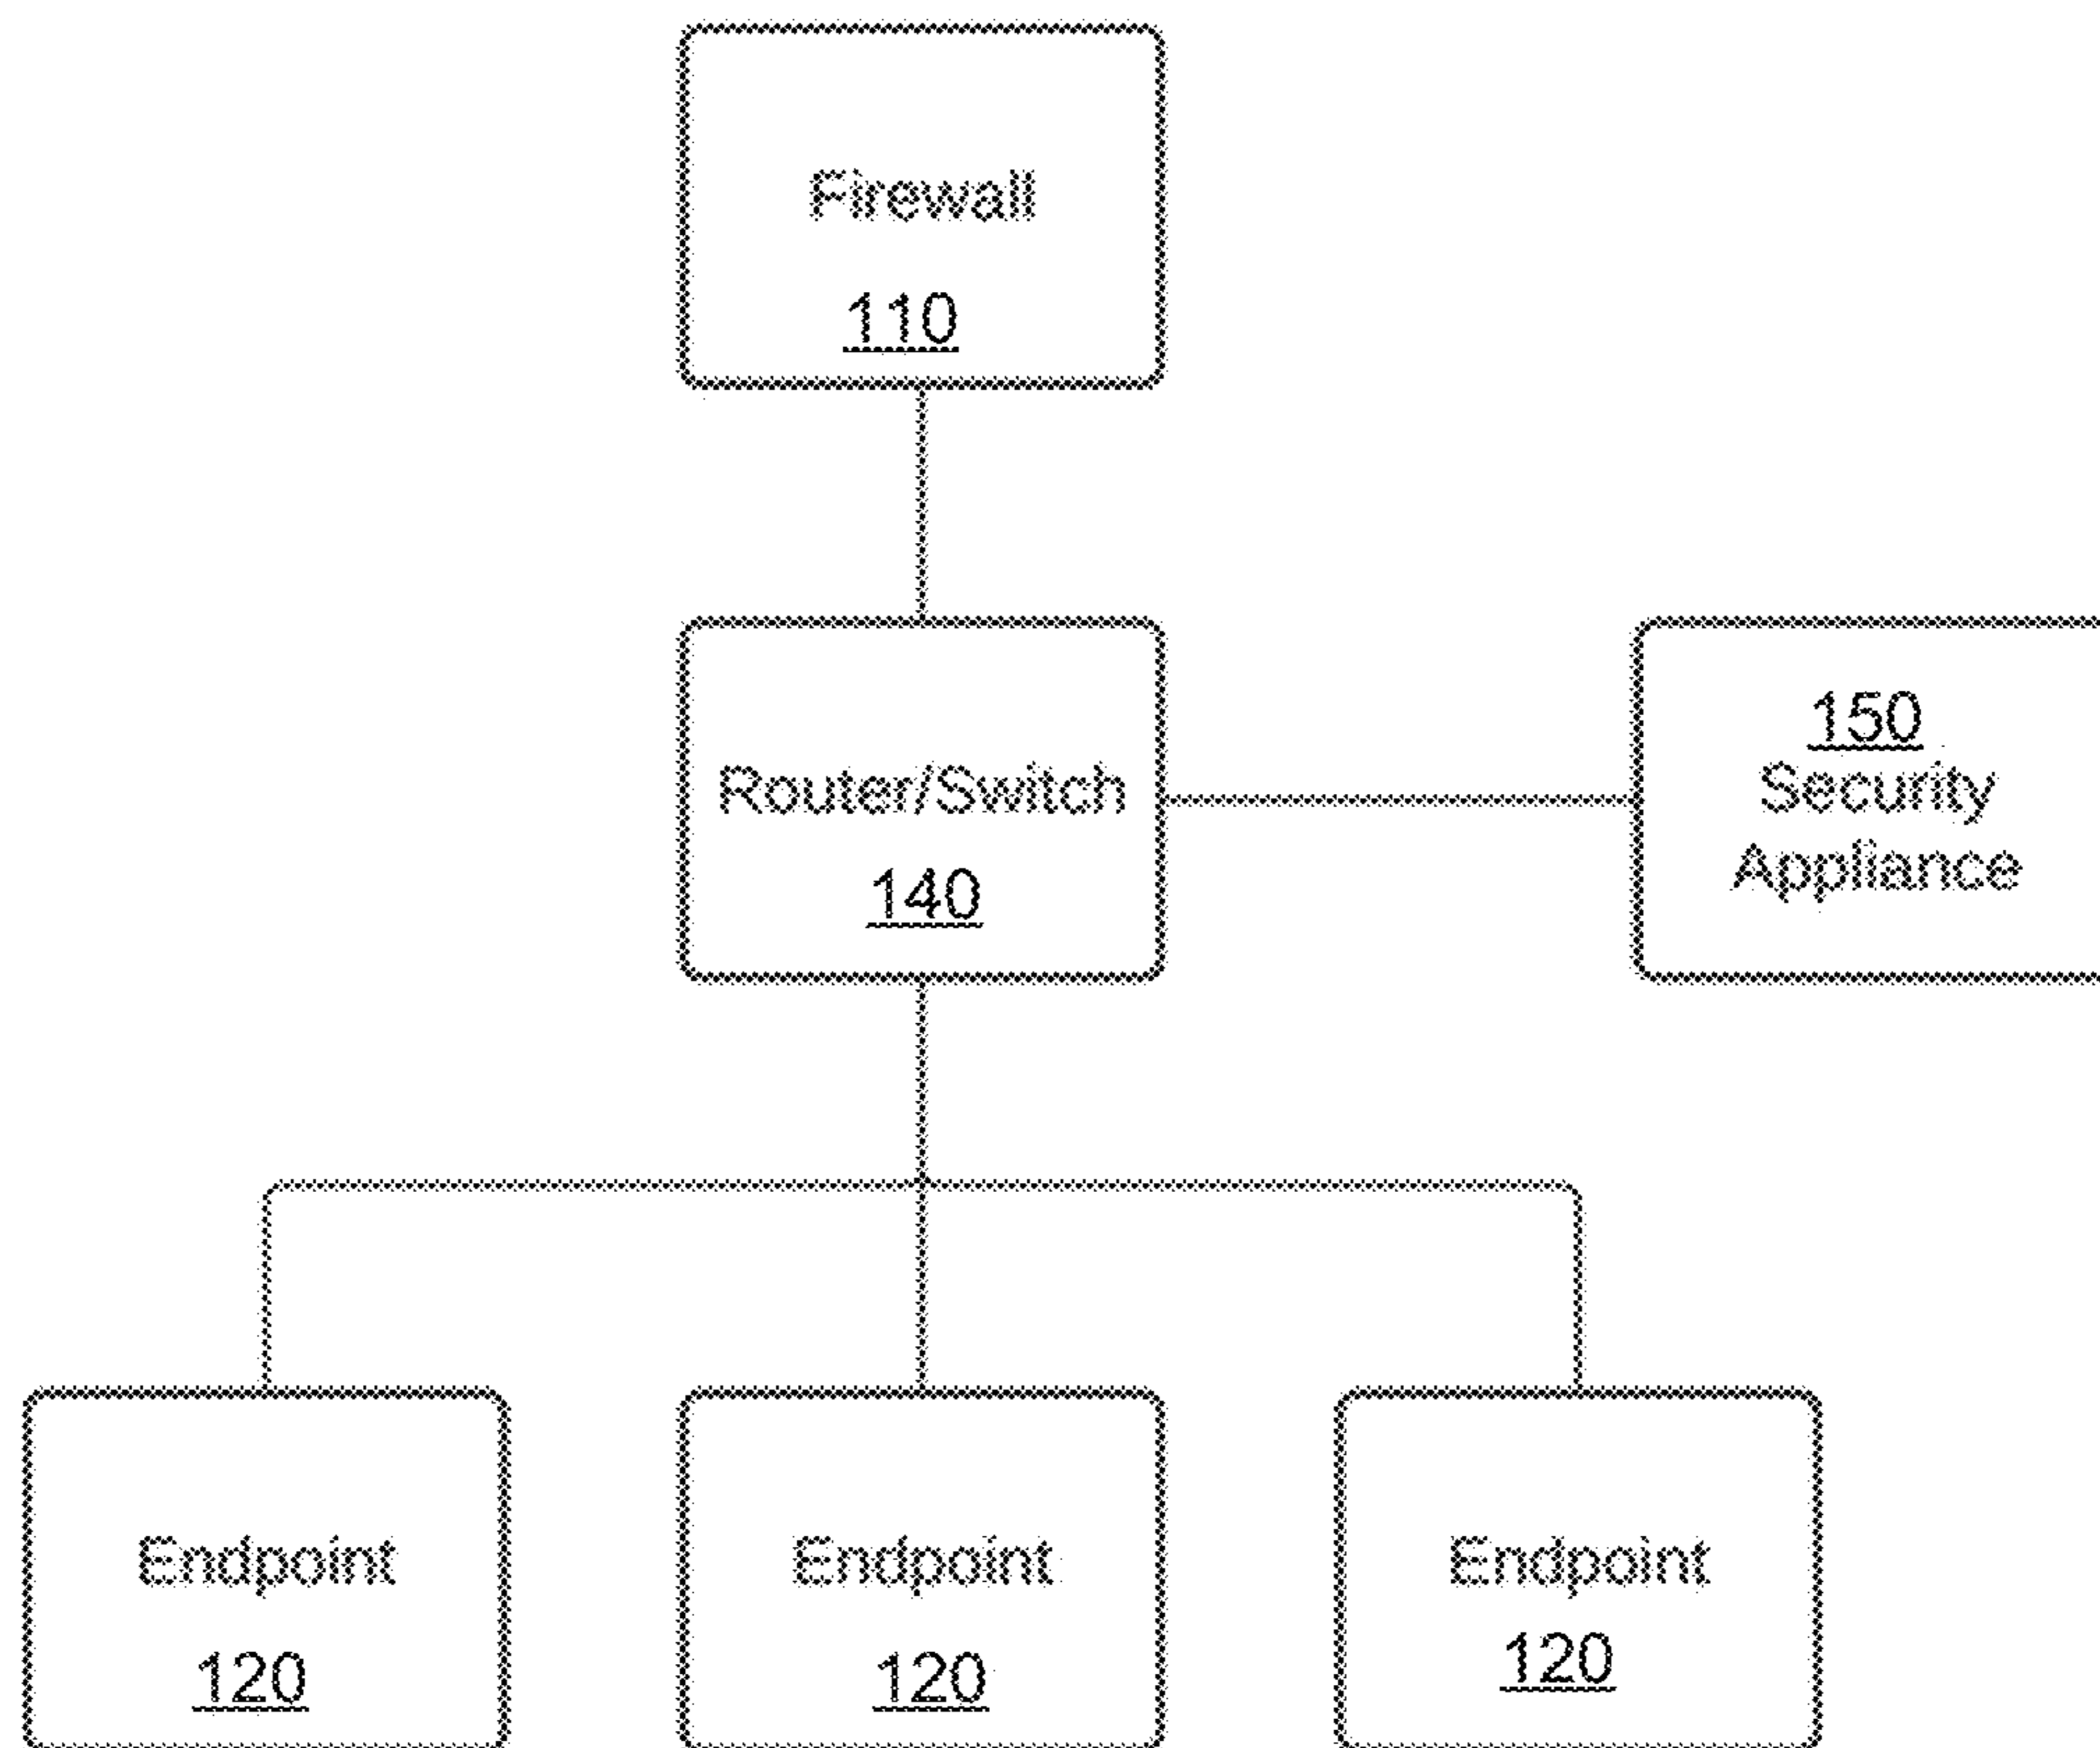 Firewall
110
Router/Switch
140
150
Security
Appliance
Endpoint
120
Endpoint
120
Endpoint
120